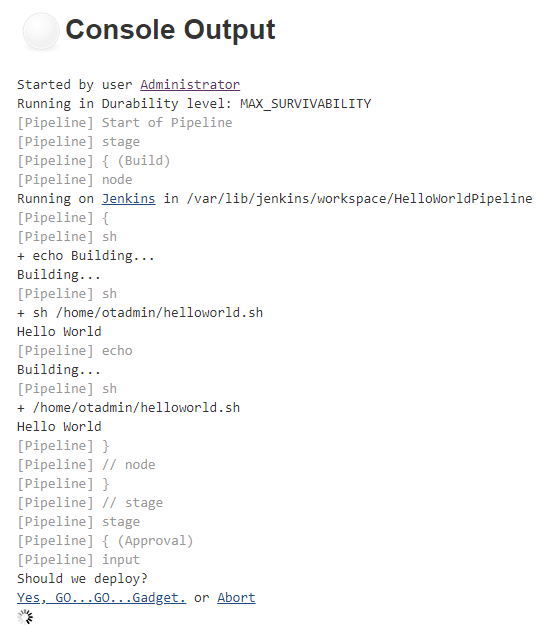 Console Output
Started by user Administrator
Running in Durability level: MAX_SURVIVABILITY
[Pipeline] Start of Pipeline
[Pipeline] stage
[Pipeline] { (Build)
[Pipeline] node
Running on Jenkins in /var/lib/jenkins/workspace/HelloWorldPipeline
[Pipeline] {
[Pipeline] sh
+ echo Building...
Building...
[Pipeline] sh
+ sh /home/otadmin/helloworld.sh
Hello World
[Pipeline] echo
Building...
[Pipeline] sh
+ /home/otadmin/helloworld.sh
Hello World
[Pipeline] }
[Pipeline] // node
[Pipeline] }
[Pipeline] // stage
[Pipeline] stage
[Pipeline] { (Approval)
[Pipeline] input
Should we deploy?
Yes, GO...GO...Gadget. or Abort